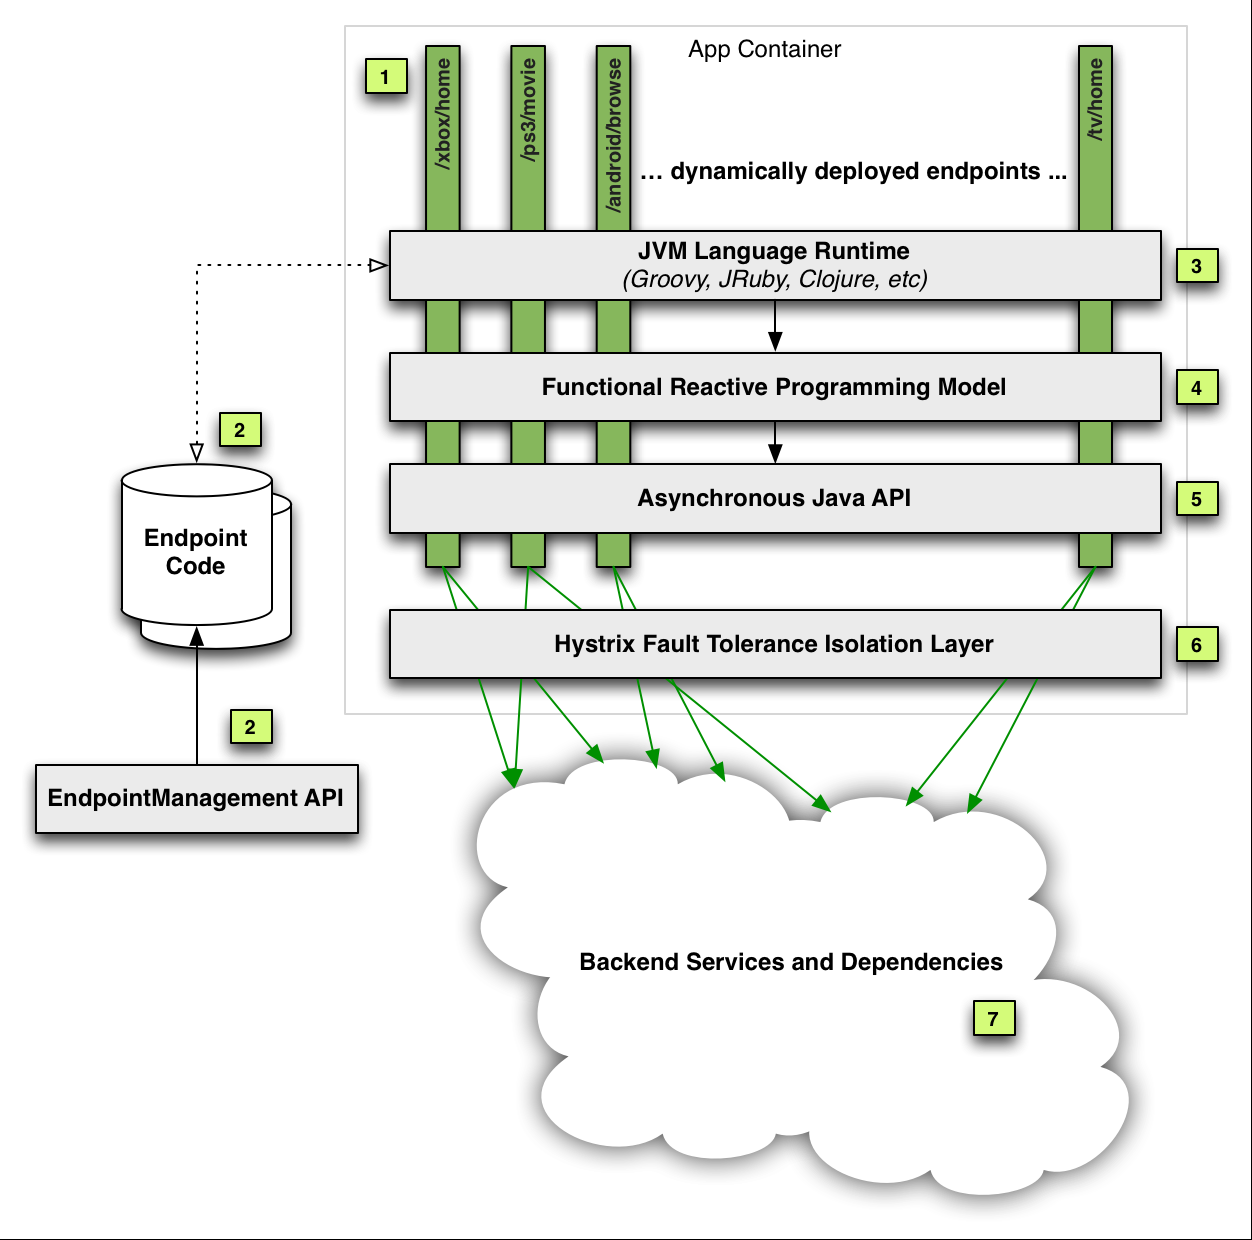 App Container
1
/xbox/home
/ps3/movie
/android/browse
/tv/home
... dynamically deployed endpoints ...
JVM Language Runtime
(Groovy, JRuby, Clojure, etc)
3
Functional Reactive Programming Model
4
2
Asynchronous Java API
5
Endpoint
Code
Hystrix Fault Tolerance Isolation Layer
6
2
EndpointManagement API
Backend Services and Dependencies
7